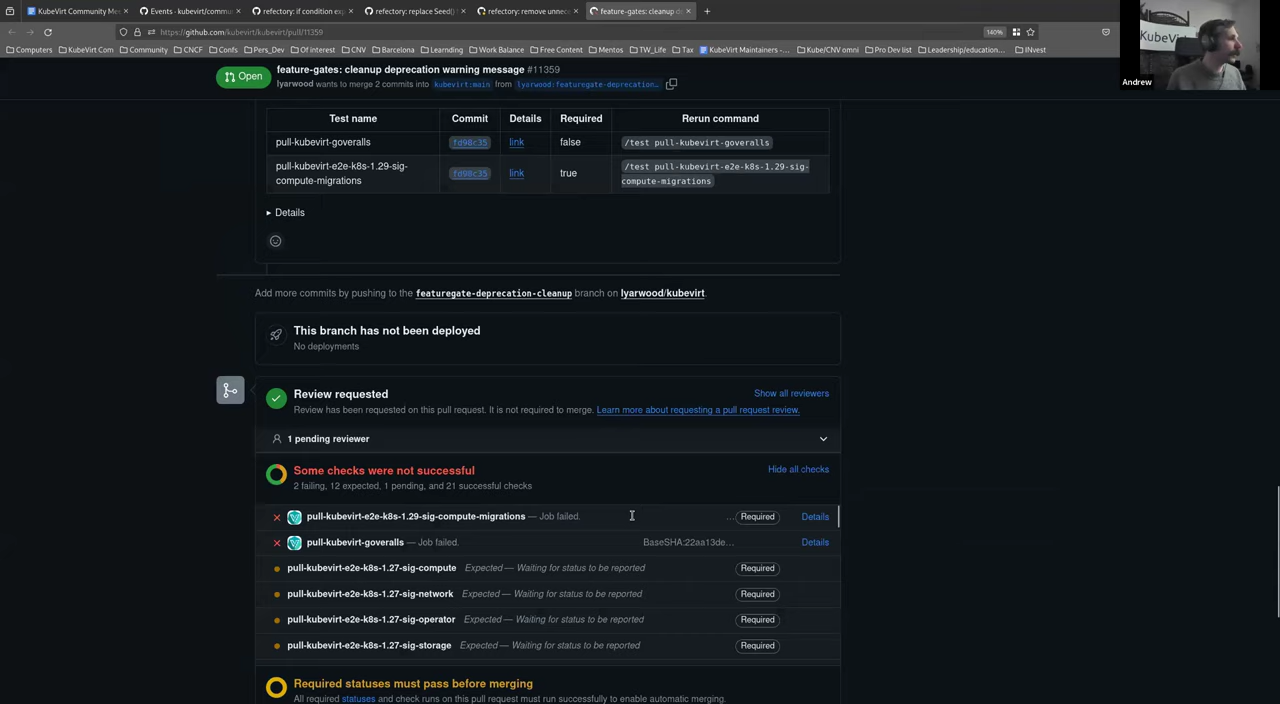 KubeVirt Community Me
Events · kubevirt/commu
refectory: if condition exp
refectory: replace Seed()
refectory: remove unnec
feature-gates: cleanup d
https://github.com/kubevirt/kubevirt/pull/11359
140%
Computers
KubeVirt Com
Community
CNCF
Confs
Pers_Dev
Of interest
CNV
Barcelona
Learnding
Work Balance
Free Content
Mentos
TW_Life
Tax
KubeVirt Maintainers -...
Kube/CNV omni
Pro Dev list
Leadership/education...
INvest
KubeVirt
Andrew
Open
feature-gates: cleanup deprecation warning message #11359
lyarwood wants to merge 2 commits into kubevirt:main from lyarwood:featuregate-deprecation…
Test name Commit Details Required Rerun command
pull-kubevirt-goveralls fd98c35 link false /test pull-kubevirt-goveralls
pull-kubevirt-e2e-k8s-1.29-sig-
compute-migrations
fd98c35 link true
/test pull-kubevirt-e2e-k8s-1.29-sig-
compute-migrations
Details
Add more commits by pushing to the featuregate-deprecation-cleanup branch on lyarwood/kubevirt.
This branch has not been deployed
No deployments
Review requested
Show all reviewers
Review has been requested on this pull request. It is not required to merge. Learn more about requesting a pull request review.
1 pending reviewer
Some checks were not successful
Hide all checks
2 failing, 12 expected, 1 pending, and 21 successful checks
pull-kubevirt-e2e-k8s-1.29-sig-compute-migrations — Job failed. ... Required Details
pull-kubevirt-goveralls — Job failed. BaseSHA:22aa13de... Details
pull-kubevirt-e2e-k8s-1.27-sig-compute Expected — Waiting for status to be reported Required
pull-kubevirt-e2e-k8s-1.27-sig-network Expected — Waiting for status to be reported Required
pull-kubevirt-e2e-k8s-1.27-sig-operator Expected — Waiting for status to be reported Required
pull-kubevirt-e2e-k8s-1.27-sig-storage Expected — Waiting for status to be reported Required
Required statuses must pass before merging
All required statuses and check runs on this pull request must run successfully to enable automatic merging.